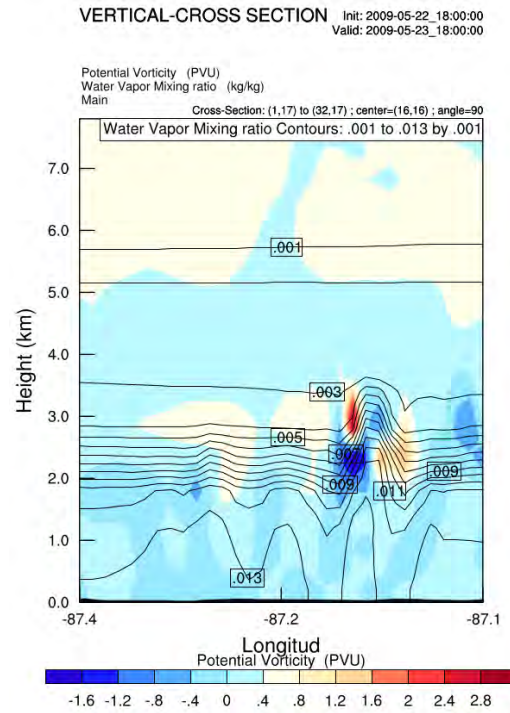 VERTICAL-CROSS SECTION
Init: 2009-05-22_18:00:00
Valid: 2009-05-23_18:00:00
Potential Vorticity (PVU)
Water Vapor Mixing ratio (kg/kg)
Main
Cross-Section: (1,17) to (32,17) ; center=(16,16) ; angle=90
Water Vapor Mixing ratio Contours: .001 to .013 by .001
7.0
6.0
.001
5.0
4.0
.003
3.0
.005
.007
.009
2.0
.009
.011
1.0
.013
0.0
Height (km)
-87.4 -87.2 -87.1
Longitud
Potential Vorticity (PVU)
-1.6 -1.2 -.8 -.4 0 .4 .8 1.2 1.6 2 2.4 2.8